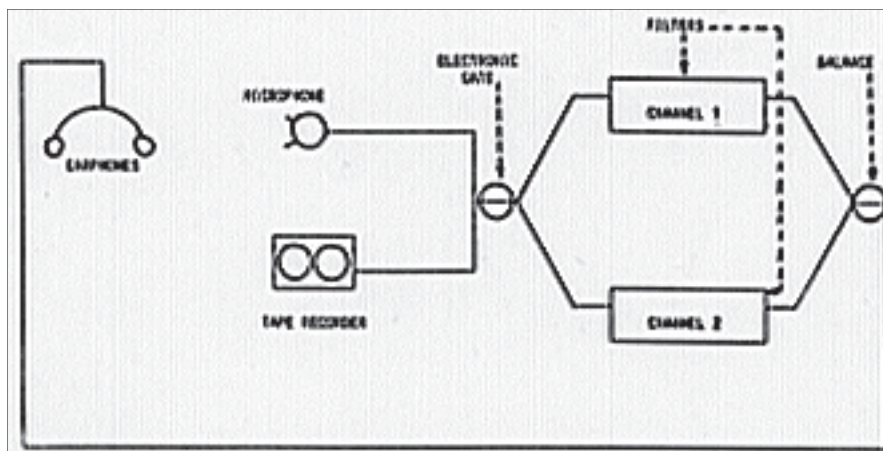 FILTERS
ELECTRONIC
GATE
BALANCE
MICROPHONE
CHANNEL 1
EARPHONES
TAPE RECORDER
CHANNEL 2